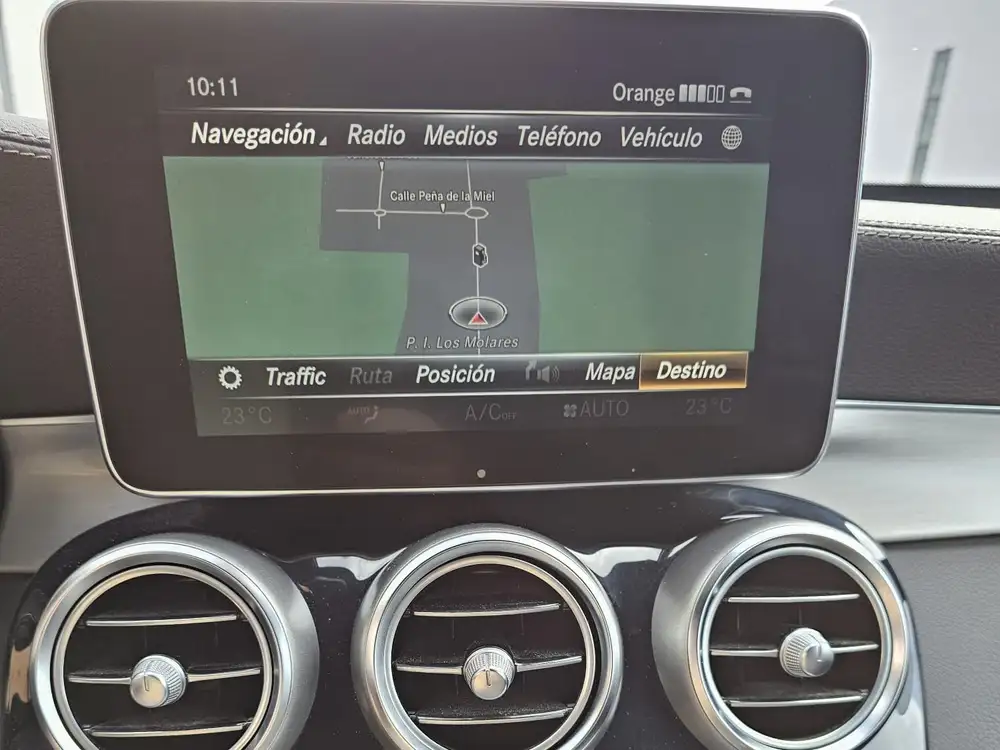 10:11
Orange
Navegación Radio Medios Teléfono Vehículo
Calle Peña de la Miel
P. I. Los Molares
Traffic Ruta Posición Mapa Destino
23°C AUTO A/C OFF AUTO 23°C